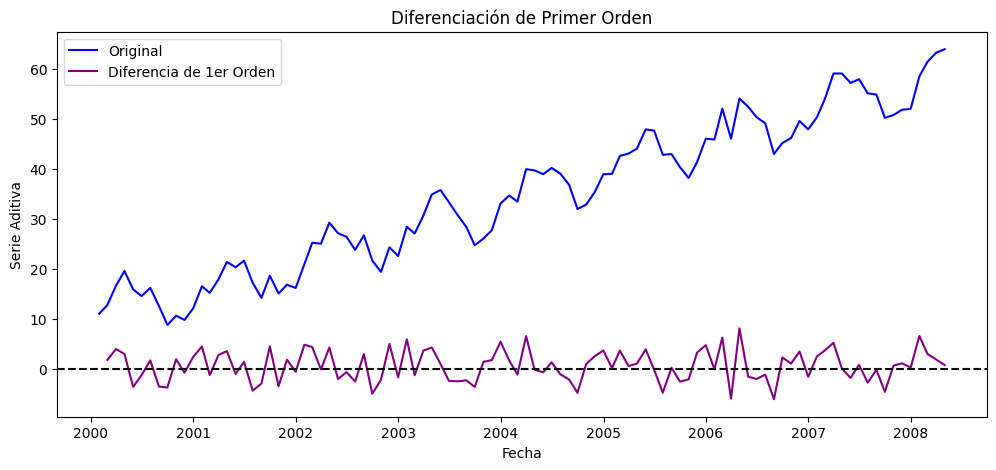 Diferenciación de Primer Orden
Original
Diferencia de 1er Orden
60
50
40
30
20
10
0
Serie Aditiva
2000 2001 2002 2003 2004 2005 2006 2007 2008
Fecha